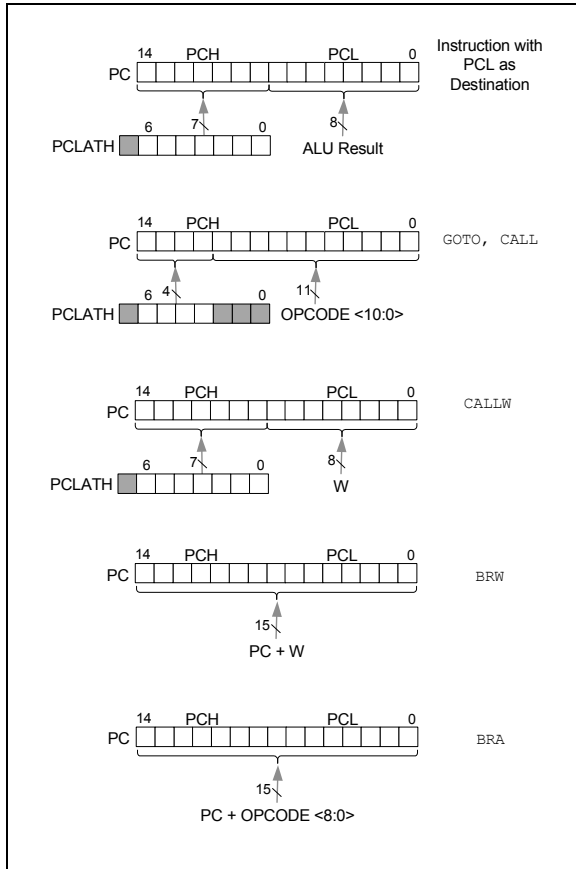 14 PCH PCL 0
PC
Instruction with
PCL as
Destination
6 7 0 8
PCLATH
ALU Result
14 PCH PCL 0
PC
GOTO, CALL
6 4 0 11
PCLATH
OPCODE <10:0>
14 PCH PCL 0
PC
CALLW
6 7 0 8
PCLATH
W
14 PCH PCL 0
PC
BRW
15
PC + W
14 PCH PCL 0
PC
BRA
15
PC + OPCODE <8:0>